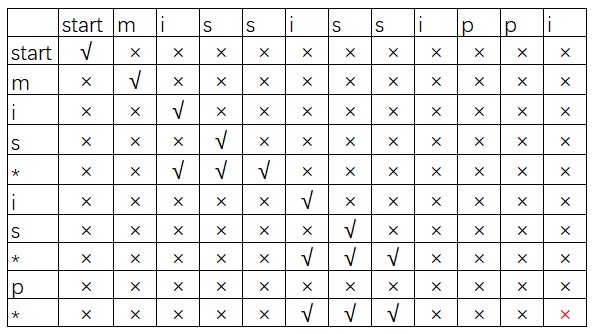 start m i s s i s s i p p i
start √ × × × × × × × × × × ×
m × √ × × × × × × × × × ×
i × × √ × × × × × × × × ×
s × × × √ × × × × × × × ×
* × × √ √ √ × × × × × × ×
i × × × × × √ × × × × × ×
s × × × × × × √ × × × × ×
* × × × × × √ √ √ × × × ×
p × × × × × × × × × × × ×
* × × × × × √ √ √ × × × ×